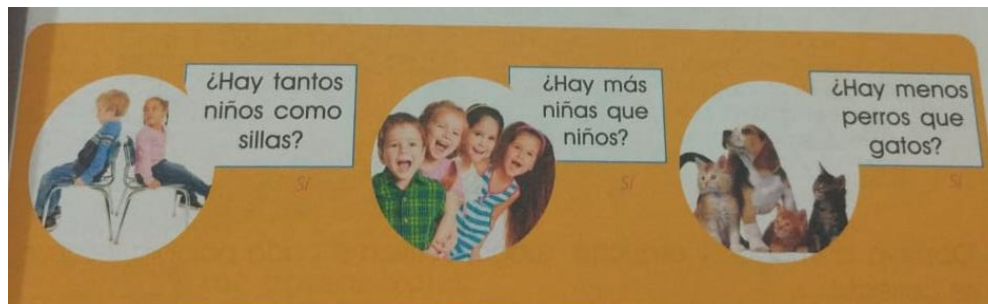 ¿Hay tantos
niños como
sillas?
Sí
¿Hay más
niñas que
niños?
Sí
¿Hay menos
perros que
gatos?
Sí